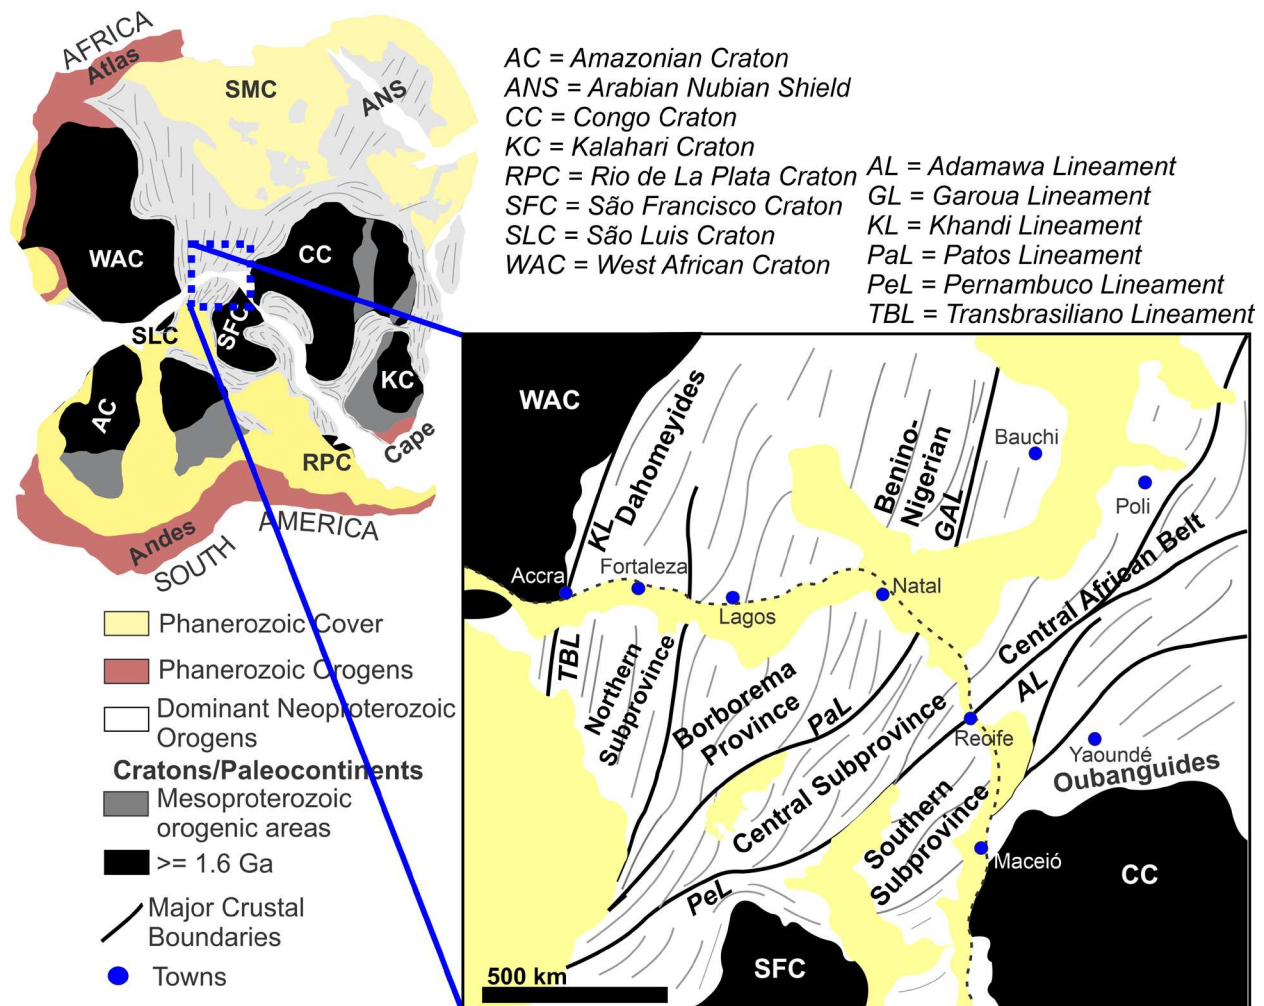 AFRICA
Atlas
SMC
ANS
WAC
CC
SLC
SFC
AC
KC
Cape
RPC
Andes
SOUTH
AMERICA
AC = Amazonian Craton
ANS = Arabian Nubian Shield
CC = Congo Craton
KC = Kalahari Craton
RPC = Rio de La Plata Craton
SFC = São Francisco Craton
SLC = São Luis Craton
WAC = West African Craton
AL = Adamawa Lineament
GL = Garoua Lineament
KL = Khandi Lineament
PaL = Patos Lineament
PeL = Pernambuco Lineament
TBL = Transbrasiliano Lineament
Phanerozoic Cover
Phanerozoic Orogens
Dominant Neoproterozoic
Orogens
Cratons/Paleocontinents
Mesoproterozoic
orogenic areas
>= 1.6 Ga
Major Crustal
Boundaries
Towns
WAC
KL
Dahomeyides
Benino-
Nigerian
GAL
Bauchi
Poli
Accra
Fortaleza
Lagos
Natal
Central African Belt
TBL
Northern
Subprovince
Borborema
Province
PaL
AL
Recife
Central Subprovince
Yaoundé
Oubanguides
Southern
Subprovince
Maceió
PeL
CC
SFC
500 km